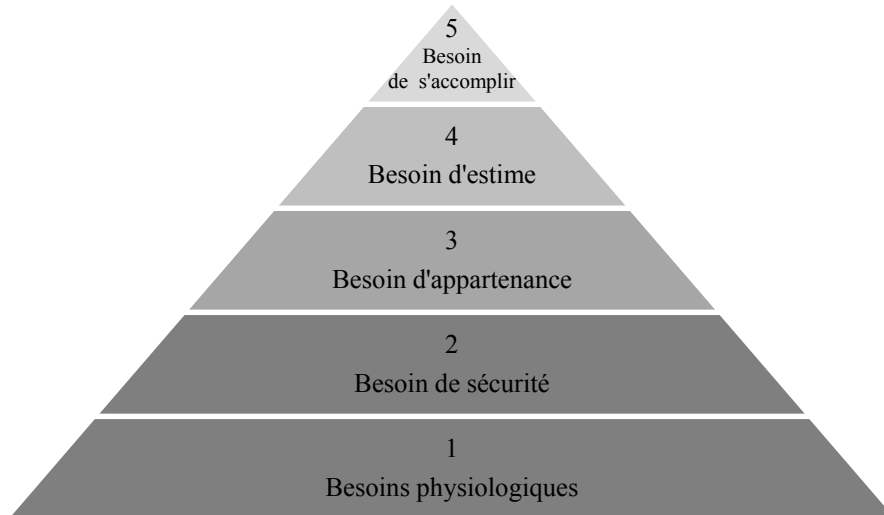 5
Besoin
de s'accomplir
4
Besoin d'estime
3
Besoin d'appartenance
2
Besoin de sécurité
1
Besoins physiologiques